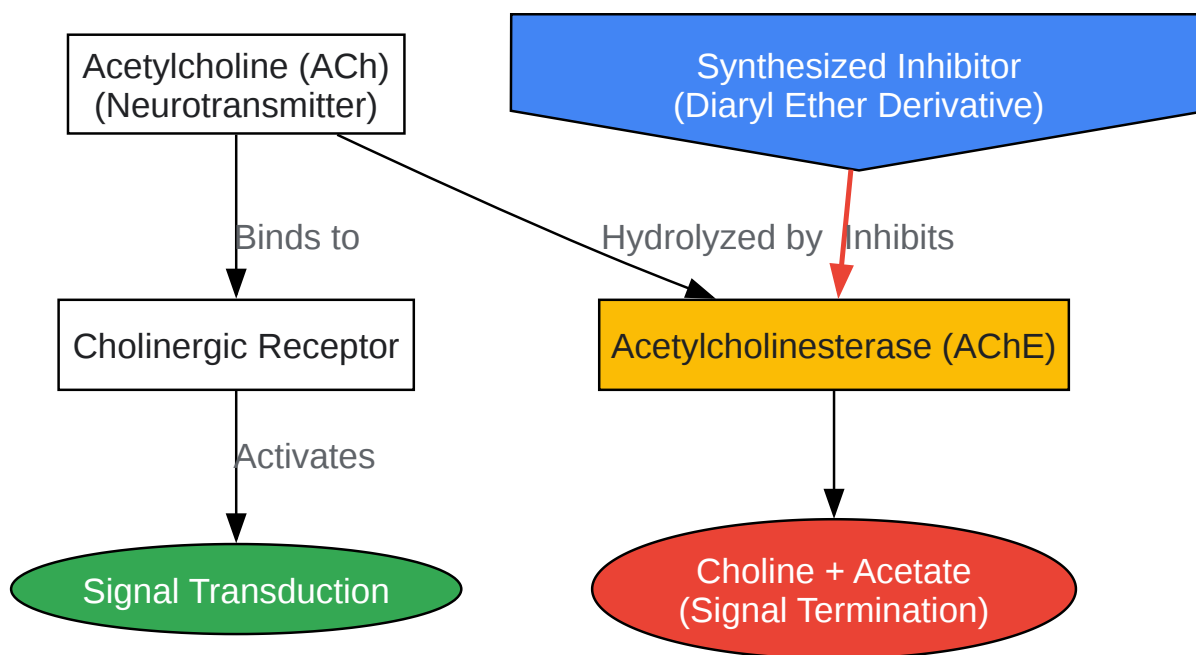 Acetylcholine (ACh)
(Neurotransmitter)
Synthesized Inhibitor
(Diaryl Ether Derivative)
Binds to
Hydrolyzed by
Inhibits
Cholinergic Receptor
Acetylcholinesterase (AChE)
Activates
Signal Transduction
Choline + Acetate
(Signal Termination)